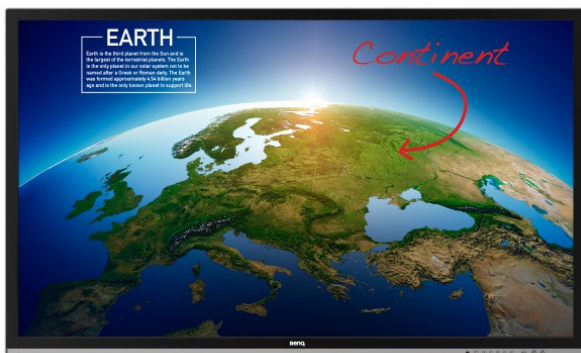 EARTH
Earth is the third planet from the Sun and is
the largest of the terrestrial planets. The Earth
is the only planet in our solar system not to be
named after a Greek or Roman deity. The Earth
was formed approximately 4.54 billion years
ago and is the only known planet to support life.
Continent
BenQ